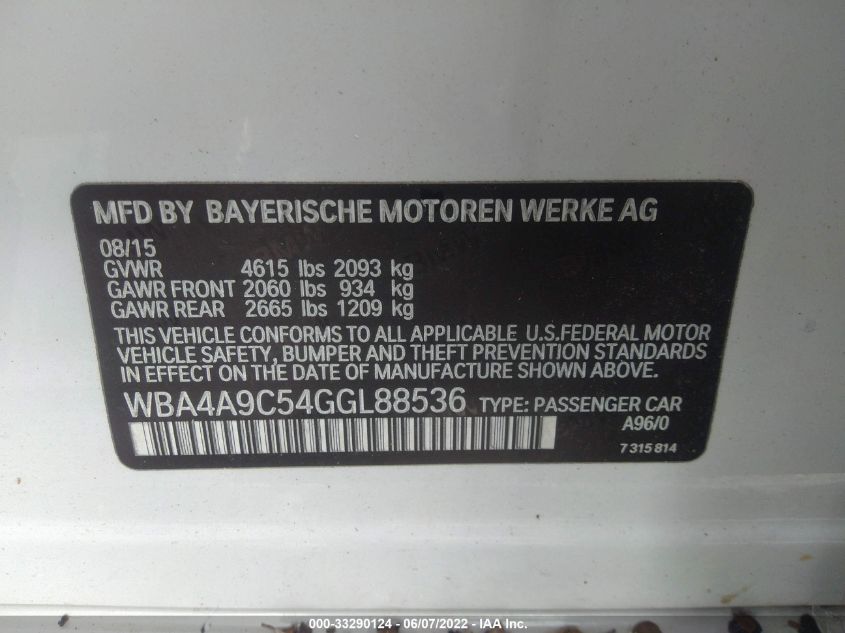 MFD BY BAYERISCHE MOTOREN WERKE AG
08/15
GVWR 4615 lbs 2093 kg
GAWR FRONT 2060 lbs 934 kg
GAWR REAR 2665 lbs 1209 kg
THIS VEHICLE CONFORMS TO ALL APPLICABLE U.S.FEDERAL MOTOR
VEHICLE SAFETY, BUMPER AND THEFT PREVENTION STANDARDS
IN EFFECT ON THE DATE OF MANUFACTURE SHOWN ABOVE.
WBA4A9C54GGL88536 TYPE: PASSENGER CAR
A96/0
7 315 814
000-33290124 - 06/07/2022 - IAA Inc.